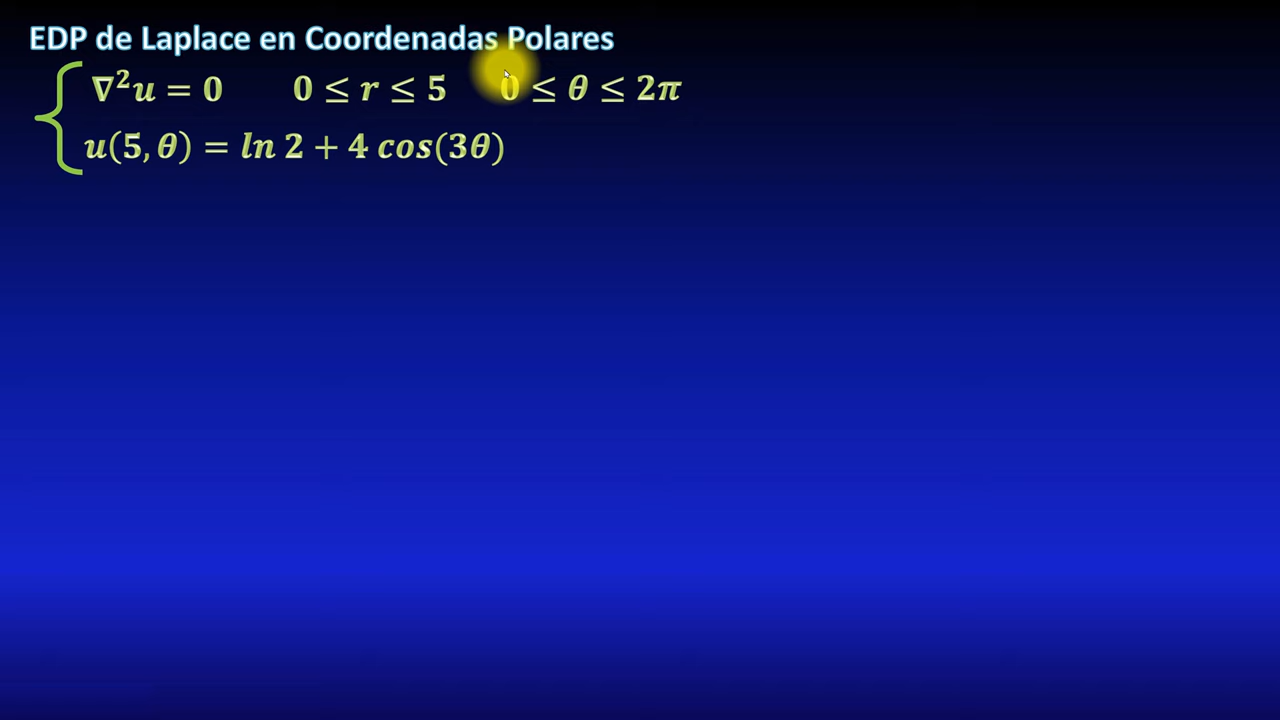 EDP de Laplace en Coordenadas Polares
∇²u = 0 0 ≤ r ≤ 5 0 ≤ θ ≤ 2π
u(5, θ) = ln 2 + 4 cos(3θ)